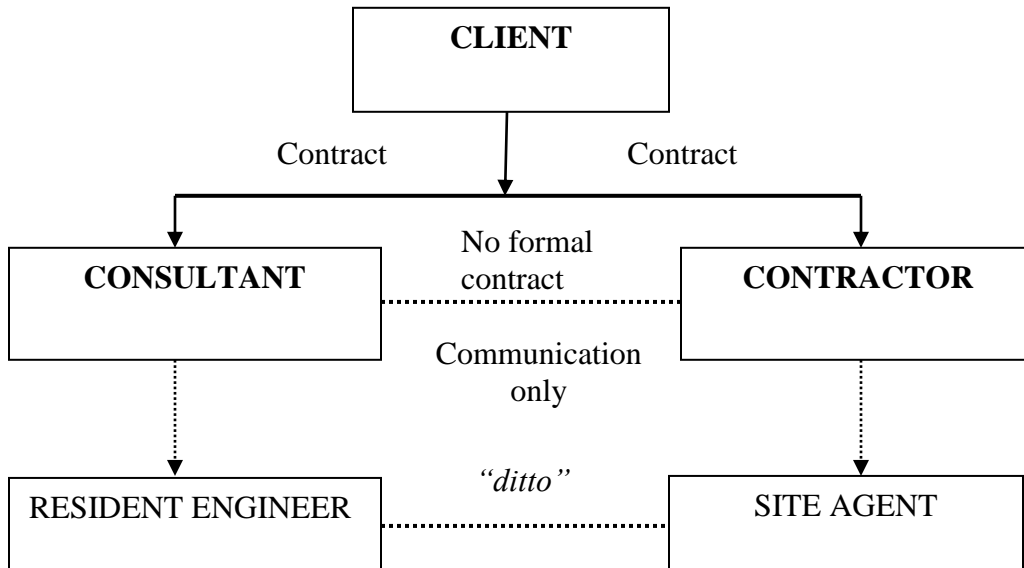 CLIENT
Contract
Contract
CONSULTANT
No formal
contract
CONTRACTOR
Communication
only
RESIDENT ENGINEER
“ditto”
SITE AGENT